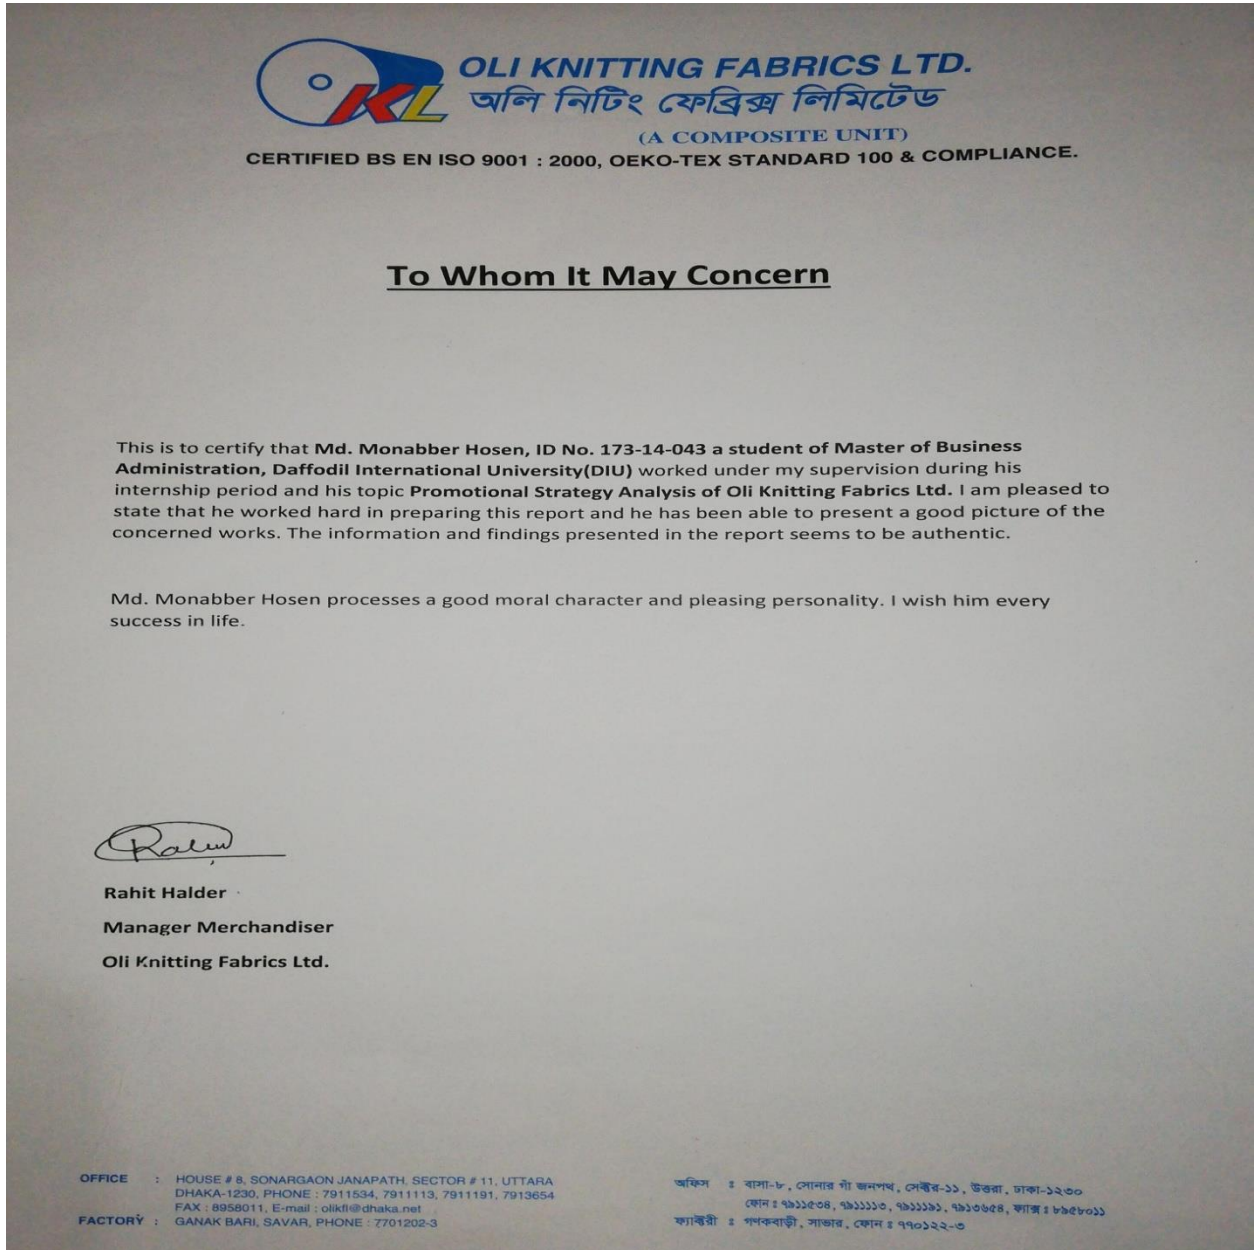 OKL
OLI KNITTING FABRICS LTD.
অলি নিটিং ফেব্রিক্স লিমিটেড
(A COMPOSITE UNIT)
CERTIFIED BS EN ISO 9001 : 2000, OEKO-TEX STANDARD 100 & COMPLIANCE.
To Whom It May Concern
This is to certify that Md. Monabber Hosen, ID No. 173-14-043 a student of Master of Business
Administration, Daffodil International University(DIU) worked under my supervision during his
internship period and his topic Promotional Strategy Analysis of Oli Knitting Fabrics Ltd. I am pleased to
state that he worked hard in preparing this report and he has been able to present a good picture of the
concerned works. The information and findings presented in the report seems to be authentic.
Md. Monabber Hosen processes a good moral character and pleasing personality. I wish him every
success in life.
Rahit Halder
Manager Merchandiser
Oli Knitting Fabrics Ltd.
OFFICE : HOUSE # 8, SONARGAON JANAPATH, SECTOR # 11, UTTARA
DHAKA-1230, PHONE : 7911534, 7911113, 7911191, 7913654
FAX : 8958011, E-mail : olikfl@dhaka.net
FACTORY : GANAK BARI, SAVAR, PHONE : 7701202-3
অফিস ঃ বাসা-৮, সোনার গাঁ জনপথ, সেক্টর-১১, উত্তরা, ঢাকা-১২৩০
ফোন ঃ ৭৯১১৫৩৪, ৭৯১১১১৩, ৭৯১১১৯১, ৭৯১৩৬৫৪, ফ্যাক্স ঃ ৮৯৫৮০১১
ফ্যাক্টরী ঃ গণকবাড়ী, সাভার, ফোন ঃ ৭৭০১২২-৩